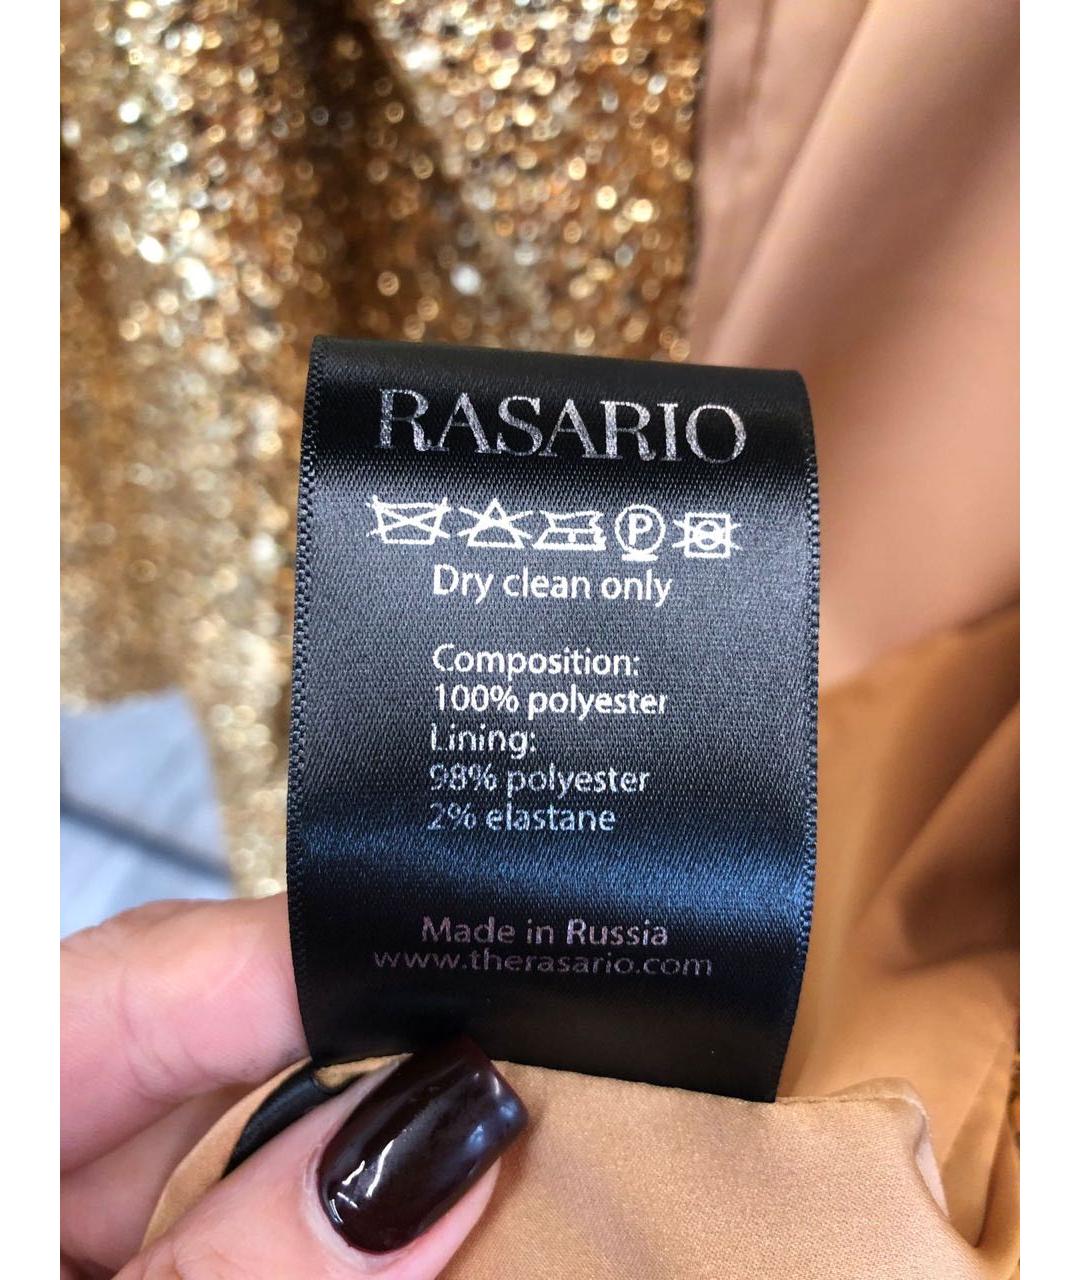 RASARIO
P
Dry clean only
Composition:
100% polyester
Lining:
98% polyester
2% elastane
Made in Russia
www.therasario.com